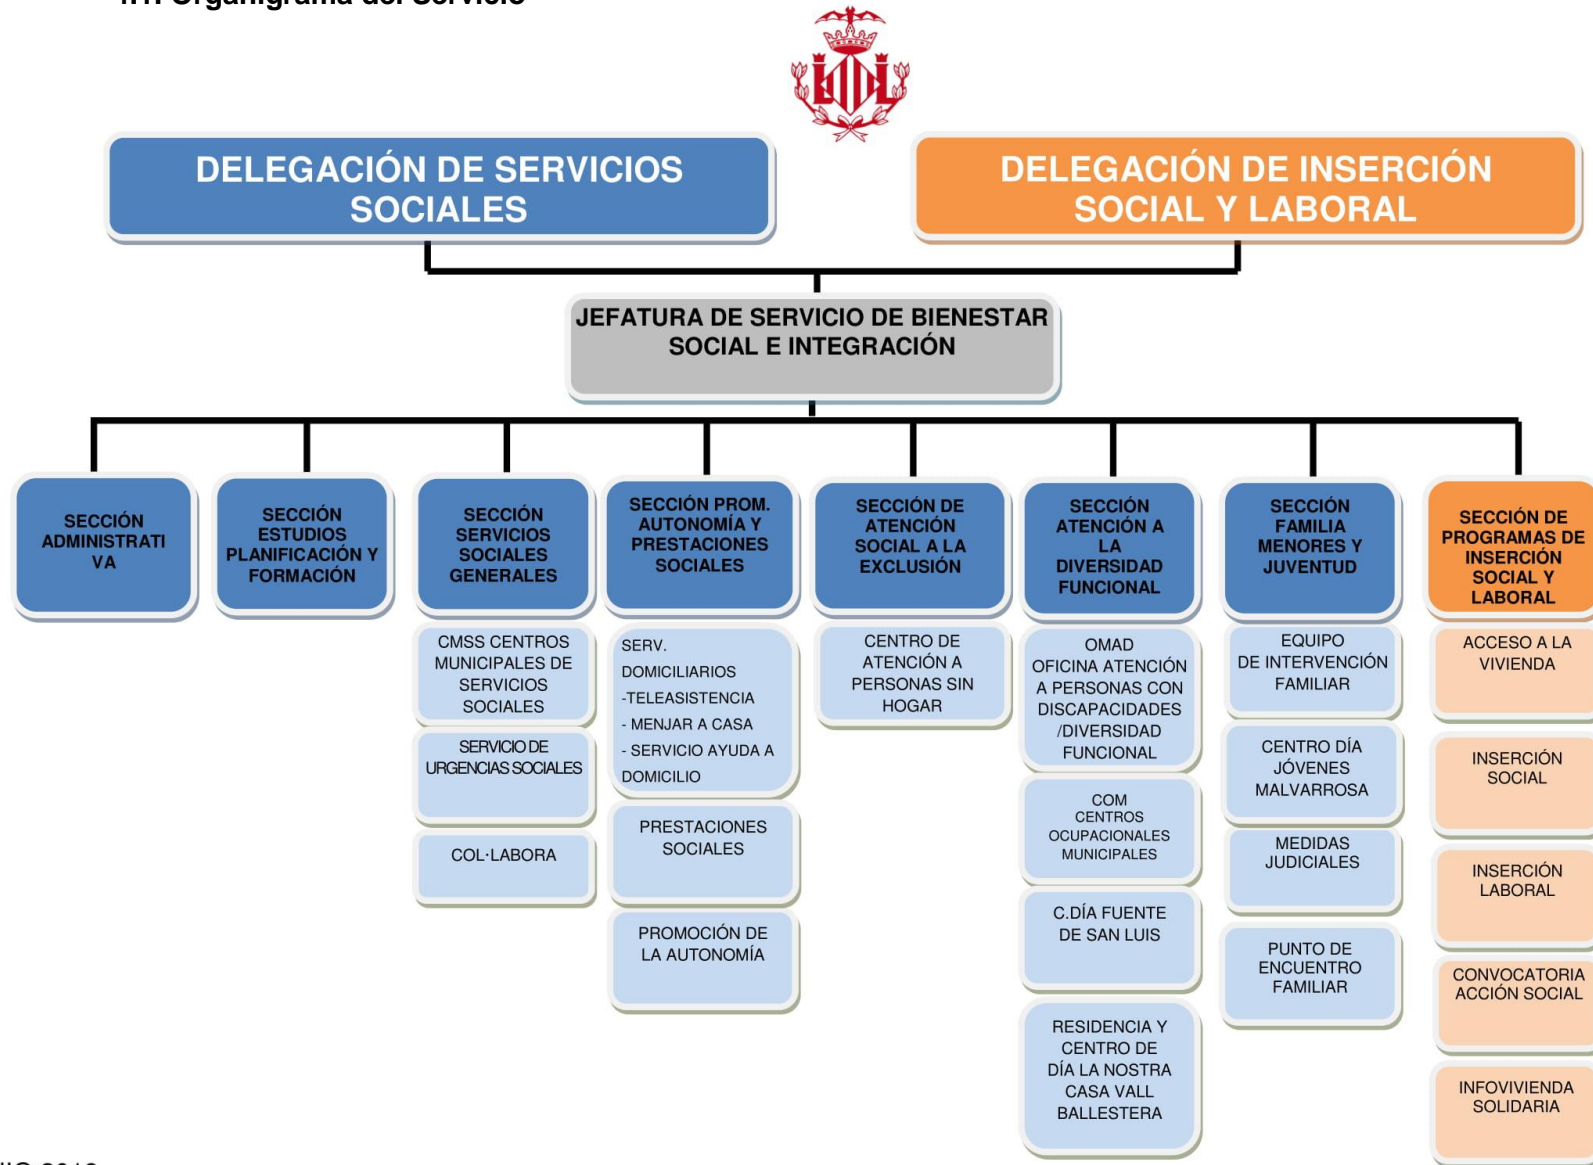 4.1. Organigrama del Servicio
DELEGACIÓN DE SERVICIOS
SOCIALES
DELEGACIÓN DE INSERCIÓN
SOCIAL Y LABORAL
JEFATURA DE SERVICIO DE BIENESTAR
SOCIAL E INTEGRACIÓN
SECCIÓN
ADMINISTRATI
VA
SECCIÓN
ESTUDIOS
PLANIFICACIÓN Y
FORMACIÓN
SECCIÓN
SERVICIOS
SOCIALES
GENERALES
CMSS CENTROS
MUNICIPALES DE
SERVICIOS
SOCIALES
SERVICIO DE
URGENCIAS SOCIALES
COL·LABORA
SECCIÓN PROM.
AUTONOMÍA Y
PRESTACIONES
SOCIALES
SERV.
DOMICILIARIOS
-TELEASISTENCIA
- MENJAR A CASA
- SERVICIO AYUDA A
DOMICILIO
PRESTACIONES
SOCIALES
PROMOCIÓN DE
LA AUTONOMÍA
SECCIÓN DE
ATENCIÓN
SOCIAL A LA
EXCLUSIÓN
CENTRO DE
ATENCIÓN A
PERSONAS SIN
HOGAR
SECCIÓN
ATENCIÓN A
LA
DIVERSIDAD
FUNCIONAL
OMAD
OFICINA ATENCIÓN
A PERSONAS CON
DISCAPACIDADES
/DIVERSIDAD
FUNCIONAL
COM
CENTROS
OCUPACIONALES
MUNICIPALES
C.DÍA FUENTE
DE SAN LUIS
RESIDENCIA Y
CENTRO DE
DÍA LA NOSTRA
CASA VALL
BALLESTERA
SECCIÓN
FAMILIA
MENORES Y
JUVENTUD
EQUIPO
DE INTERVENCIÓN
FAMILIAR
CENTRO DÍA
JÓVENES
MALVARROSA
MEDIDAS
JUDICIALES
PUNTO DE
ENCUENTRO
FAMILIAR
SECCIÓN DE
PROGRAMAS DE
INSERCIÓN
SOCIAL Y
LABORAL
ACCESO A LA
VIVIENDA
INSERCIÓN
SOCIAL
INSERCIÓN
LABORAL
CONVOCATORIA
ACCIÓN SOCIAL
INFOVIVIENDA
SOLIDARIA